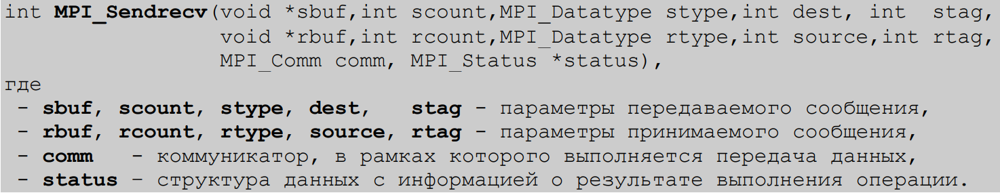 int MPI_Sendrecv(void *sbuf,int scount,MPI_Datatype stype,int dest, int stag,
void *rbuf,int rcount,MPI_Datatype rtype,int source,int rtag,
MPI_Comm comm, MPI_Status *status),
где
- sbuf, scount, stype, dest, stag - параметры передаваемого сообщения,
- rbuf, rcount, rtype, source, rtag - параметры принимаемого сообщения,
- comm - коммуникатор, в рамках которого выполняется передача данных,
- status – структура данных с информацией о результате выполнения операции.